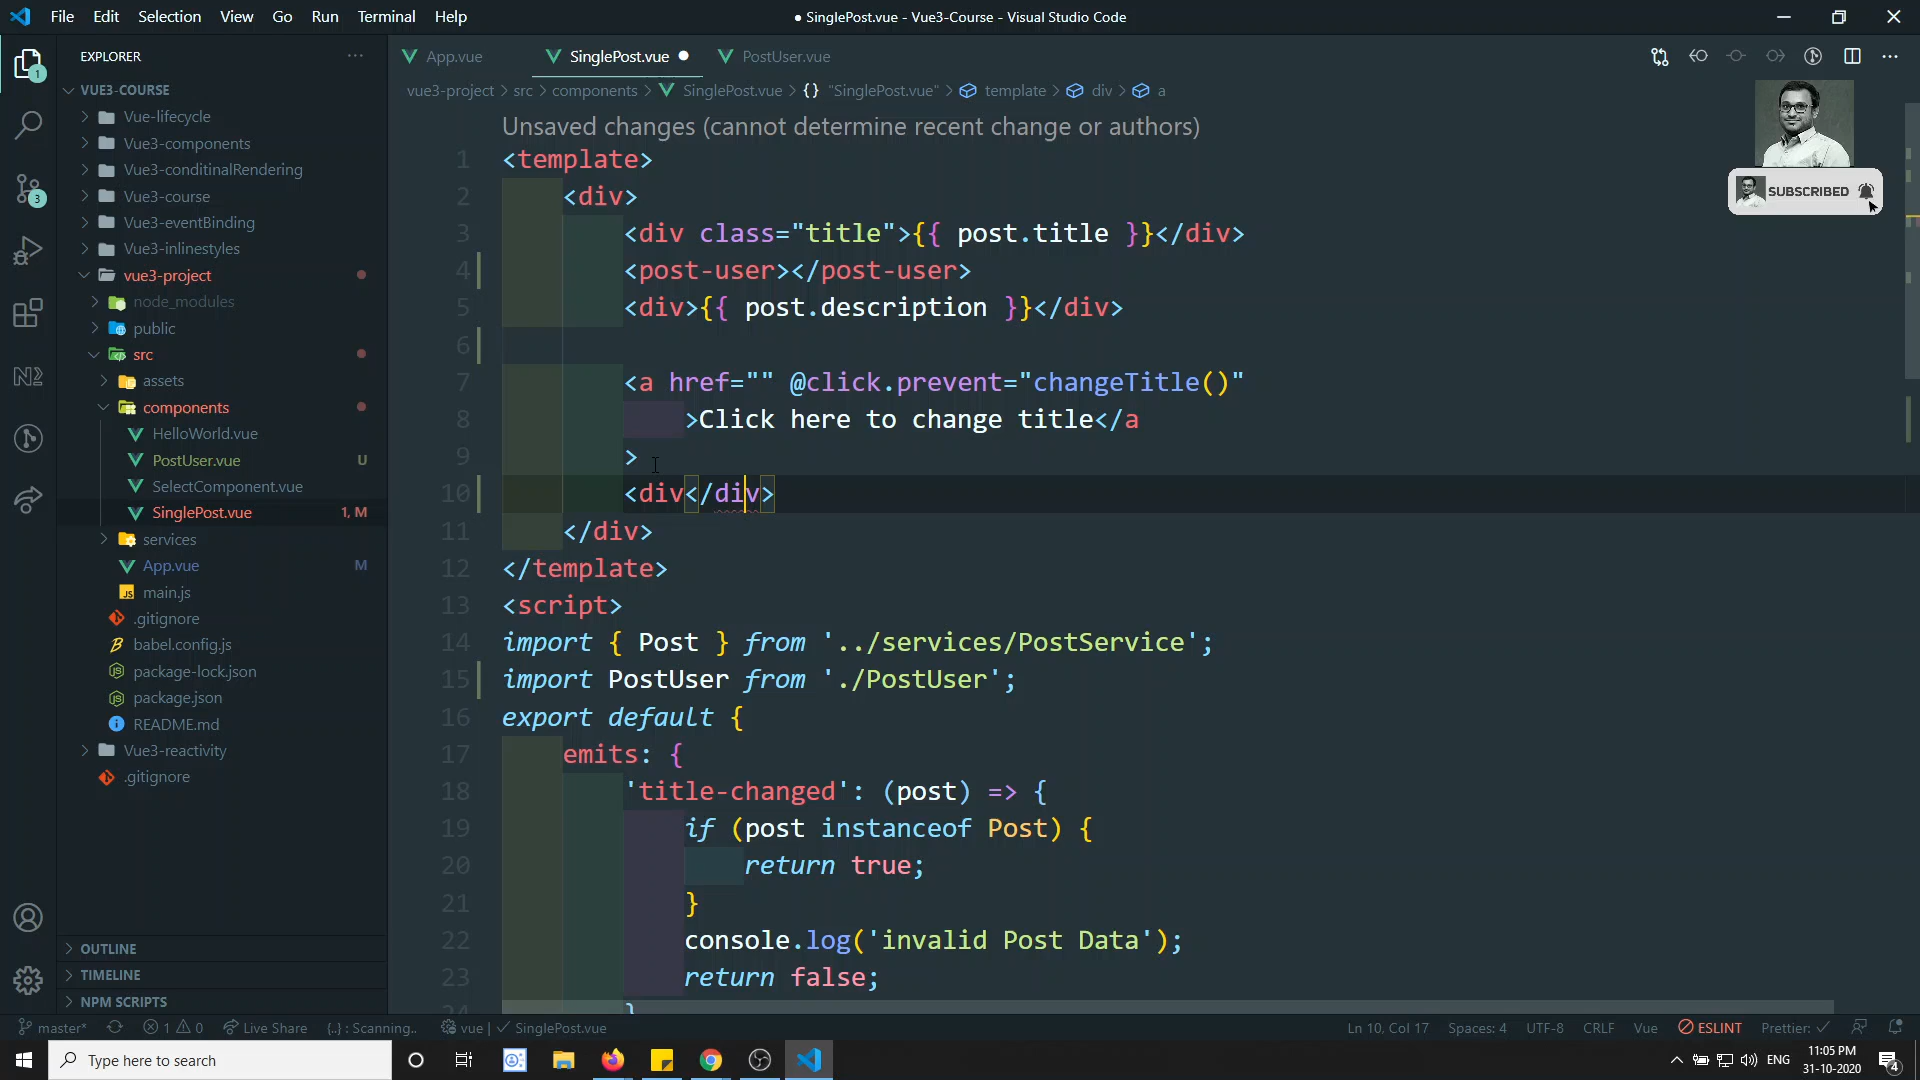 File Edit Selection View Go Run Terminal Help
● SinglePost.vue - Vue3-Course - Visual Studio Code
EXPLORER
App.vue SinglePost.vue ● PostUser.vue
vue3-project > src > components > SinglePost.vue > {} "SinglePost.vue" > template > div > a
VUE3-COURSE
Vue-lifecycle
Vue3-components
Vue3-conditinalRendering
Vue3-course
Vue3-eventBinding
Vue3-inlinestyles
vue3-project
node_modules
public
src
assets
components
HelloWorld.vue
PostUser.vue U
SelectComponent.vue
SinglePost.vue 1, M
services
App.vue M
main.js
.gitignore
babel.config.js
package-lock.json
package.json
README.md
Vue3-reactivity
.gitignore
OUTLINE
TIMELINE
NPM SCRIPTS
1
3
SUBSCRIBED
Unsaved changes (cannot determine recent change or authors)
1 <template>
2 <div>
3 <div class="title">{{ post.title }}</div>
4 <post-user></post-user>
5 <div>{{ post.description }}</div>
6
7 <a href="" @click.prevent="changeTitle()"
8 >Click here to change title</a
9 >
10 <div</div>
11 </div>
12 </template>
13 <script>
14 import { Post } from '../services/PostService';
15 import PostUser from './PostUser';
16 export default {
17 emits: {
18 'title-changed': (post) => {
19 if (post instanceof Post) {
20 return true;
21 }
22 console.log('invalid Post Data');
23 return false;
24 }
master* 1 0 Live Share {..} : Scanning.. vue | ✓ SinglePost.vue Ln 10, Col 17 Spaces: 4 UTF-8 CRLF Vue ESLINT Prettier: ✓
Type here to search
ENG
11:05 PM
31-10-2020
4